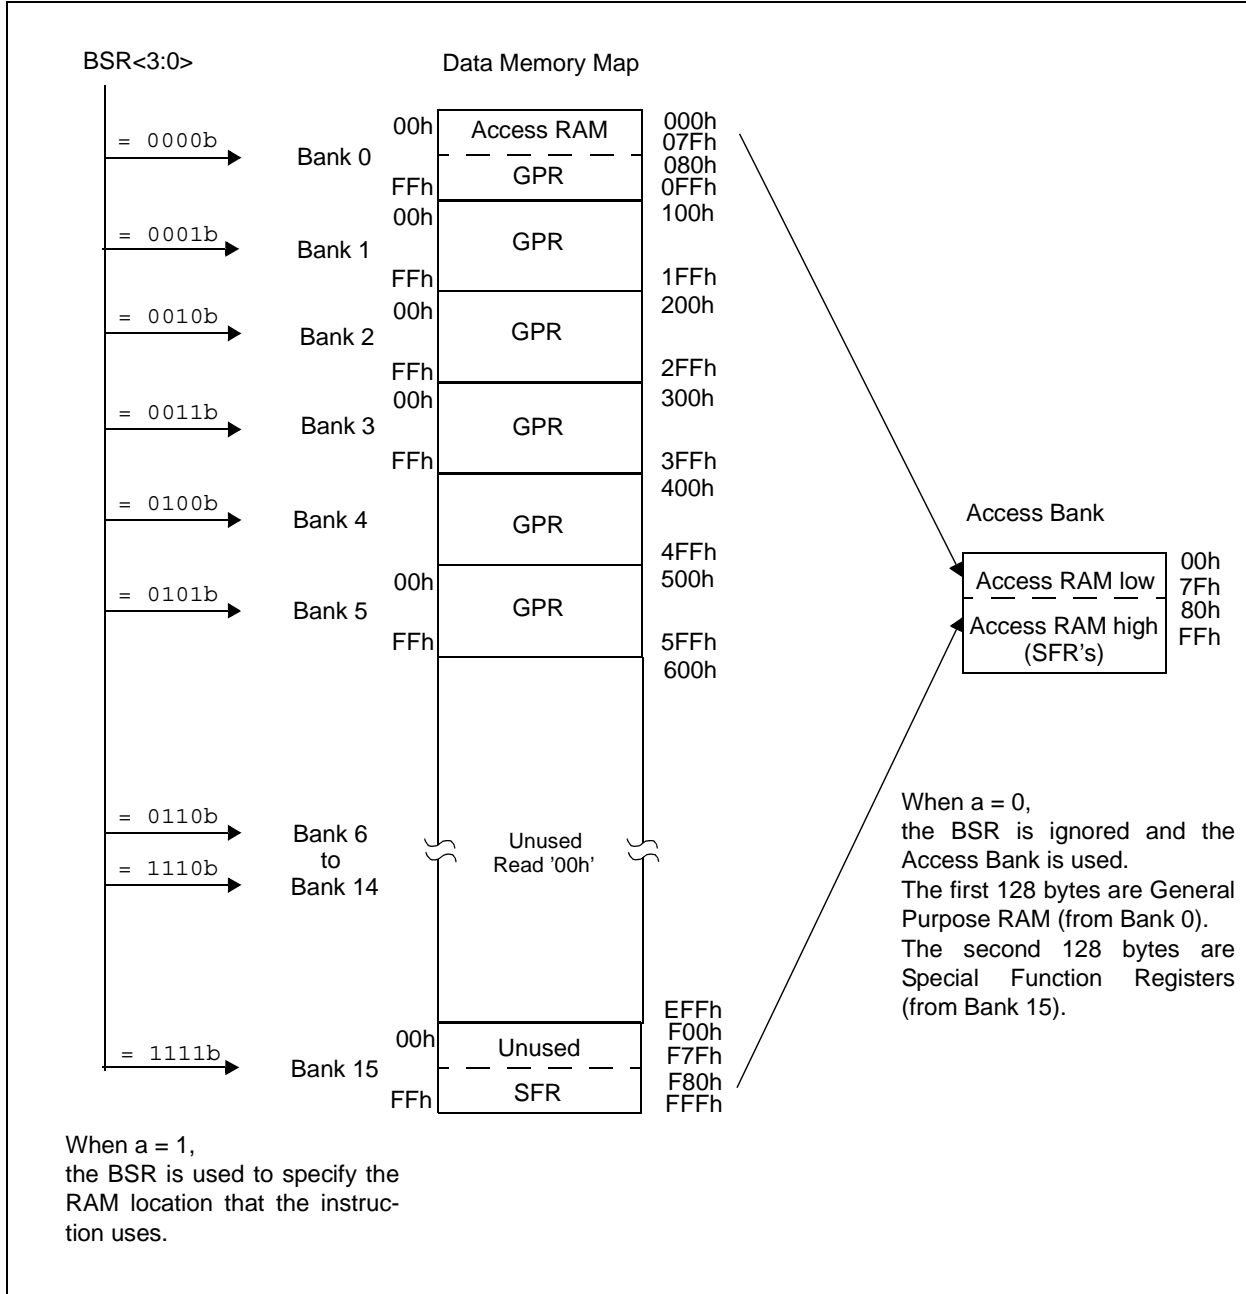 BSR<3:0>
Data Memory Map
= 0000b
Bank 0
00h
Access RAM
000h
07Fh
GPR
080h
FFh
0FFh
= 0001b
Bank 1
00h
GPR
100h
FFh
1FFh
= 0010b
Bank 2
00h
GPR
200h
FFh
2FFh
= 0011b
Bank 3
00h
GPR
300h
FFh
3FFh
= 0100b
Bank 4
GPR
400h
4FFh
= 0101b
Bank 5
00h
GPR
500h
FFh
5FFh
600h
Access Bank
Access RAM low
00h
7Fh
Access RAM high
(SFR's)
80h
FFh
= 0110b
Bank 6
to
= 1110b
Bank 14
Unused
Read '00h'
When a = 0,
the BSR is ignored and the
Access Bank is used.
The first 128 bytes are General
Purpose RAM (from Bank 0).
The second 128 bytes are
Special Function Registers
(from Bank 15).
EFFh
= 1111b
Bank 15
00h
Unused
F00h
F7Fh
SFR
F80h
FFh
FFFh
When a = 1,
the BSR is used to specify the
RAM location that the instruc-
tion uses.